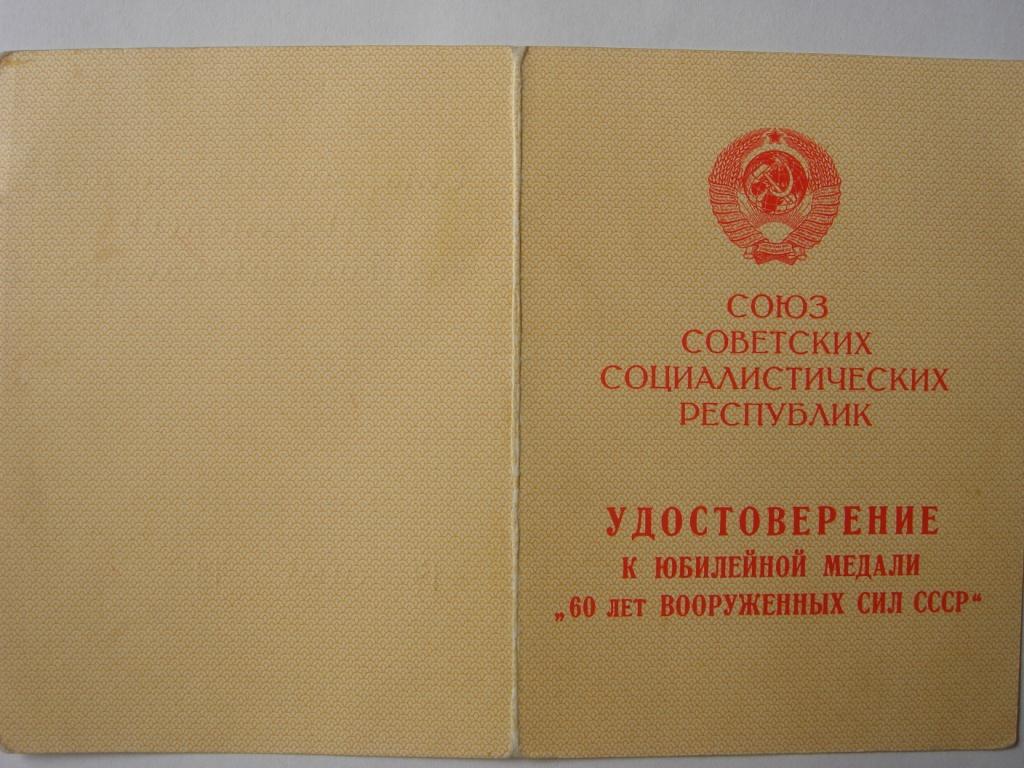 СОЮЗ
СОВЕТСКИХ
СОЦИАЛИСТИЧЕСКИХ
РЕСПУБЛИК
УДОСТОВЕРЕНИЕ
К ЮБИЛЕЙНОЙ МЕДАЛИ
„60 ЛЕТ ВООРУЖЕННЫХ СИЛ СССР“